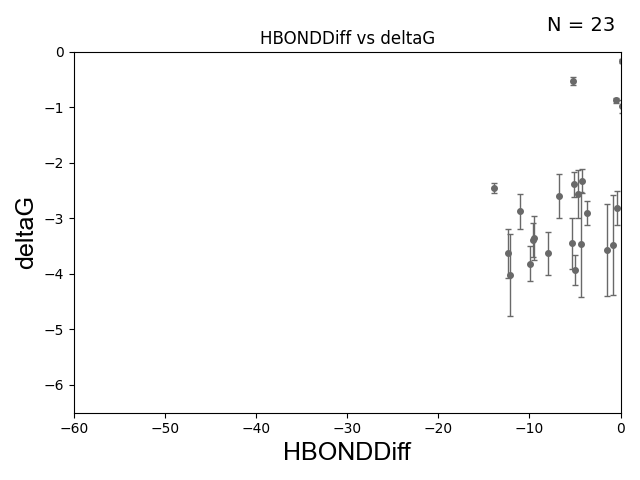 N = 23
HBONDDiff vs deltaG
0
−1
−2
−3
−4
−5
−6
deltaG
−60 −50 −40 −30 −20 −10 0
HBONDDiff